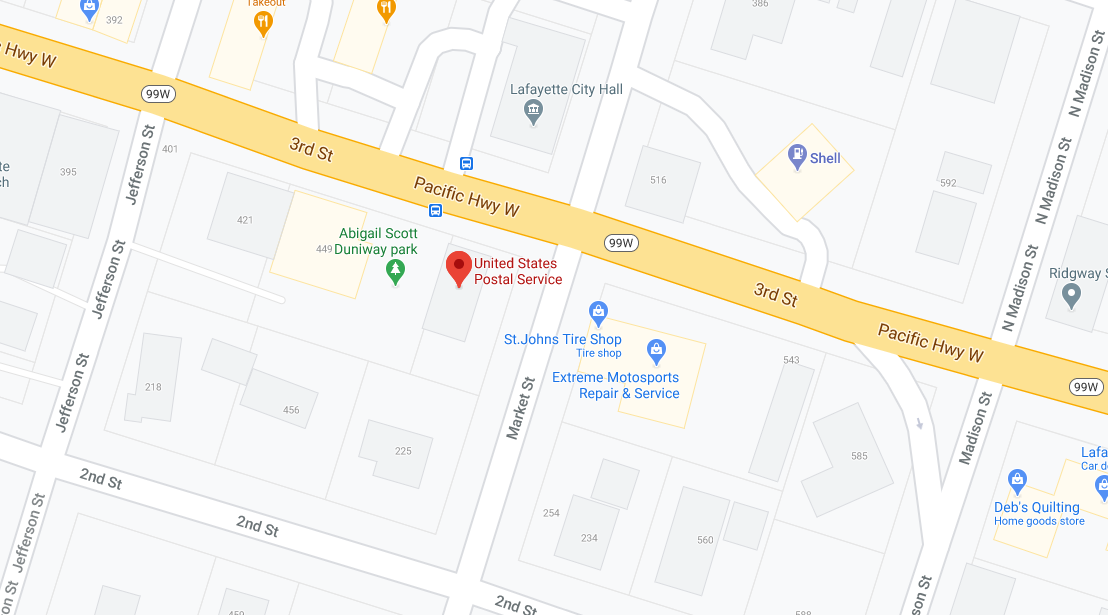 392
Takeout
386
Hwy W
99W
Lafayette City Hall
N Madison St
3rd St
Jefferson St
401
Shell
N Madison St
395
516
592
Pacific Hwy W
421
Abigail Scott
Duniway park
449
99W
United States
Postal Service
Jefferson St
N Madison St
3rd St
St.Johns Tire Shop
Tire shop
Pacific Hwy W
Extreme Motosports
Repair & Service
543
218
99W
Jefferson St
456
Market St
Madison St
225
585
Car d
2nd St
Deb's Quilting
Home goods store
Jefferson St
2nd St
254
234
560
2nd St